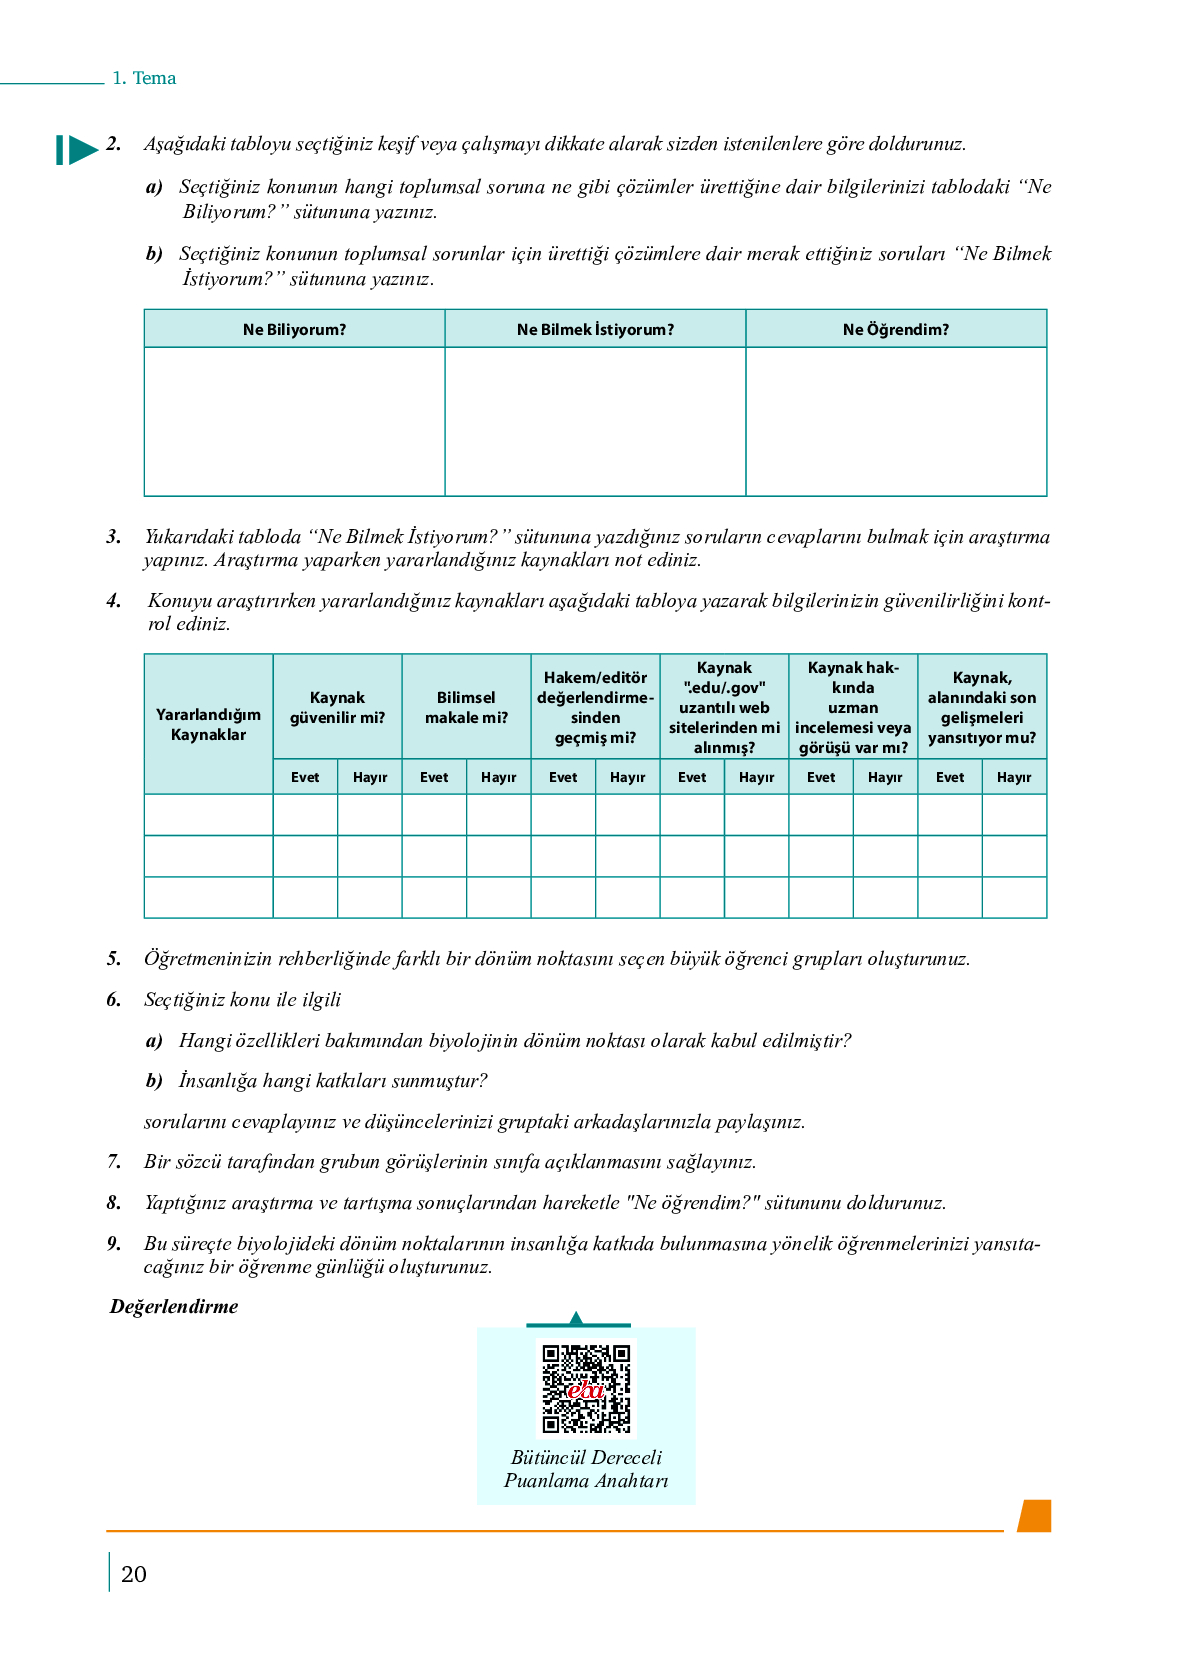 1. Tema
2. Aşağıdaki tabloyu seçtiğiniz keşif veya çalışmayı dikkate alarak sizden istenilenlere göre doldurunuz.
a) Seçtiğiniz konunun hangi toplumsal soruna ne gibi çözümler ürettiğine dair bilgilerinizi tablodaki “Ne
Biliyorum?” sütununa yazınız.
b) Seçtiğiniz konunun toplumsal sorunlar için ürettiği çözümlere dair merak ettiğiniz soruları “Ne Bilmek
İstiyorum?” sütununa yazınız.
Ne Biliyorum? Ne Bilmek İstiyorum? Ne Öğrendim?
3. Yukarıdaki tabloda “Ne Bilmek İstiyorum?” sütununa yazdığınız soruların cevaplarını bulmak için araştırma
yapınız. Araştırma yaparken yararlandığınız kaynakları not ediniz.
4. Konuyu araştırırken yararlandığınız kaynakları aşağıdaki tabloya yazarak bilgilerinizin güvenilirliğini kont-
rol ediniz.
Yararlandığım
Kaynaklar
Kaynak
güvenilir mi?
Bilimsel
makale mi?
Hakem/editör
değerlendirme-
sinden
geçmiş mi?
Kaynak
".edu/.gov"
uzantılı web
sitelerinden mi
alınmış?
Kaynak hak-
kında
uzman
incelemesi veya
görüşü var mı?
Kaynak,
alanındaki son
gelişmeleri
yansıtıyor mu?
Evet Hayır Evet Hayır Evet Hayır Evet Hayır Evet Hayır Evet Hayır
5. Öğretmeninizin rehberliğinde farklı bir dönüm noktasını seçen büyük öğrenci grupları oluşturunuz.
6. Seçtiğiniz konu ile ilgili
a) Hangi özellikleri bakımından biyolojinin dönüm noktası olarak kabul edilmiştir?
b) İnsanlığa hangi katkıları sunmuştur?
sorularını cevaplayınız ve düşüncelerinizi gruptaki arkadaşlarınızla paylaşınız.
7. Bir sözcü tarafından grubun görüşlerinin sınıfa açıklanmasını sağlayınız.
8. Yaptığınız araştırma ve tartışma sonuçlarından hareketle "Ne öğrendim?" sütununu doldurunuz.
9. Bu süreçte biyolojideki dönüm noktalarının insanlığa katkıda bulunmasına yönelik öğrenmelerinizi yansıta-
cağınız bir öğrenme günlüğü oluşturunuz.
Değerlendirme
eba
Bütüncül Dereceli
Puanlama Anahtarı
20